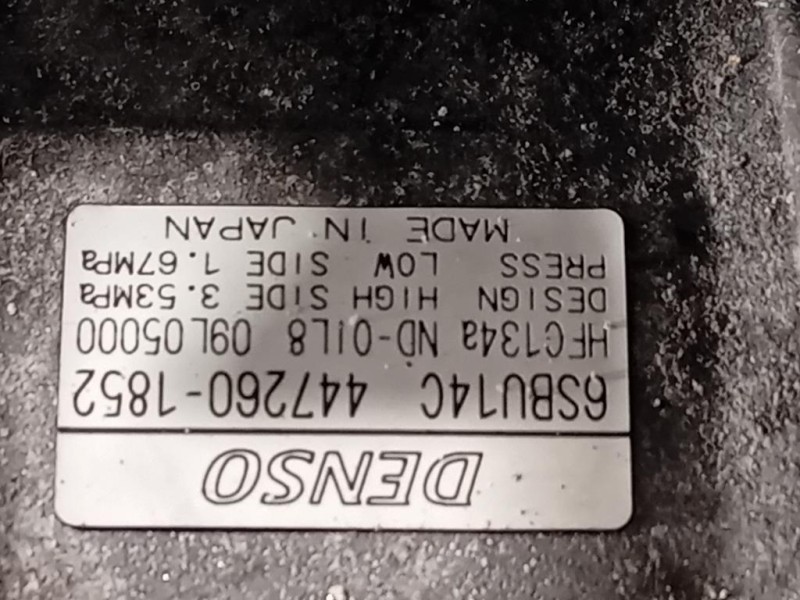 DENSO
6SBU14C 447260-1852
HFC134a ND-OIL8 09L05000
DESIGN HIGH SIDE 3.53MPa
PRESS LOW SIDE 1.67MPa
MADE IN JAPAN